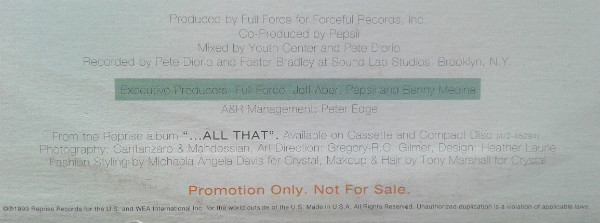 Produced by Full Force for Forceful Records, Inc.
Co-Produced by Pepsii
Mixed by Youth Center and Pete Diorio
Recorded by Pete Diorio and Foster Bradley at Sound Lab Studios, Brooklyn, N.Y.
Executive Producers: Full Force, Joll Aber, Pepsii and Benny Medina
A&R Management: Peter Edge
From the Reprise album "...ALL THAT". Available on Cassette and Compact Disc
Photography: Cantanzaro & Mahdessian, Art Direction: Gregory-R.C. Gilmer, Design: Heather Laurie
Fashion Styling by Michaela Angela Davis for Crystal, Makeup & Hair by Tony Marshall for Crystal
Promotion Only. Not For Sale.
©℗1993 Reprise Records for the U.S. and WEA International Inc. for the world outside of the U.S. Made in U.S.A. All Rights Reserved. Unauthorized duplication is a violation of applicable laws.